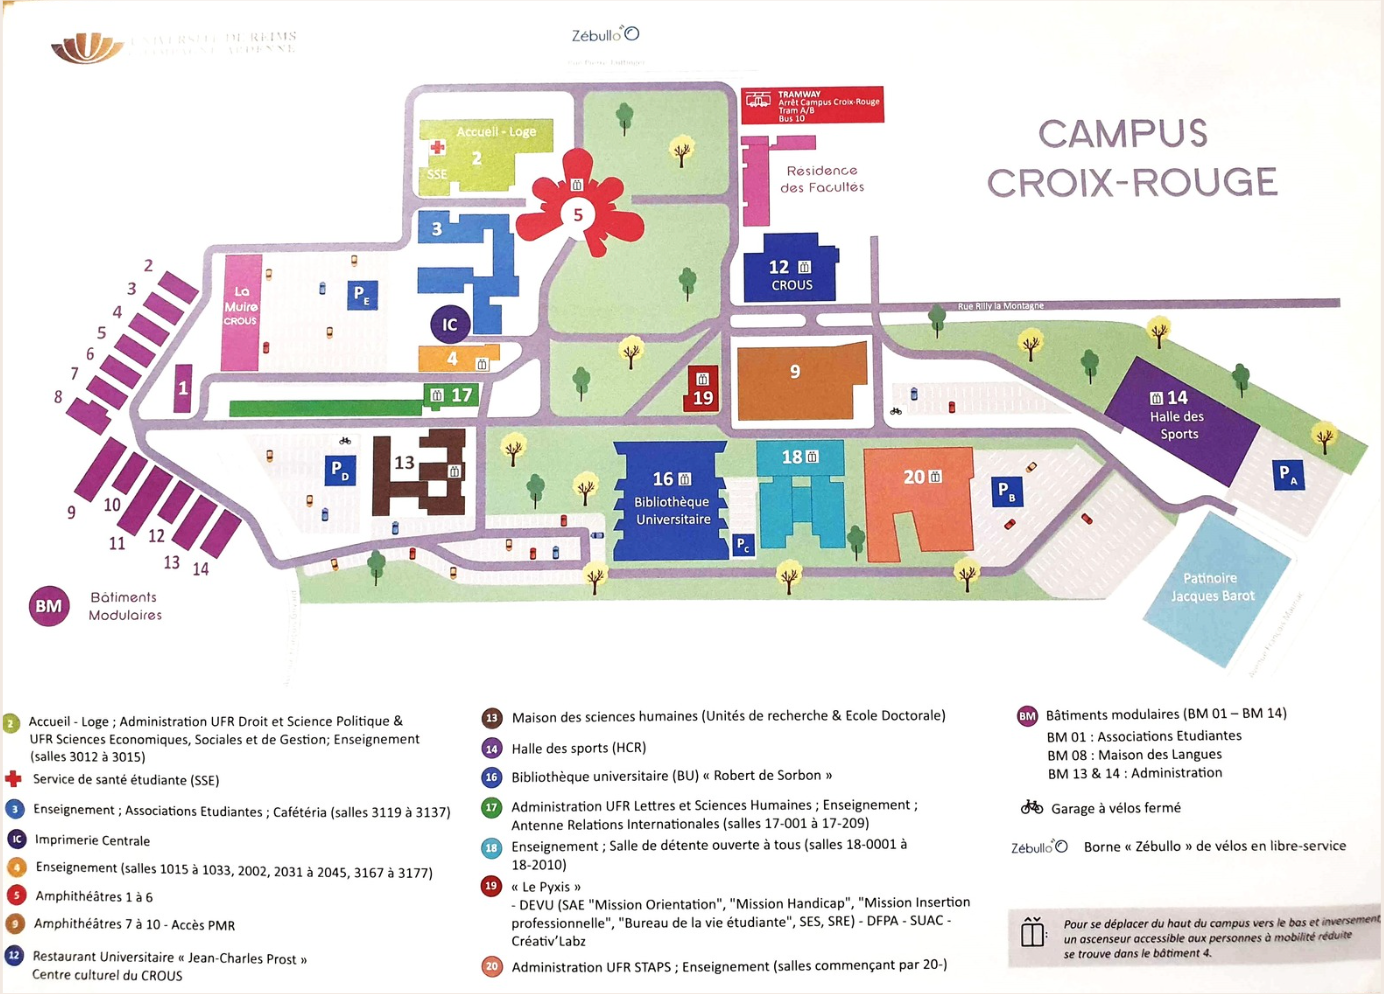 UNIVERSITÉ DE REIMS
CHAMPAGNE-ARDENNE
Zébullo
CAMPUS
CROIX-ROUGE
TRAMWAY
Arrêt Campus Croix-Rouge
Tram A/B
Bus 10
Accueil - Loge
2
SSE
5
Résidence
des Facultés
3
12
CROUS
2
3
4
5
6
7
8
La
Muire
CROUS
PE
IC
Rue Rilly la Montagne
4
9
1
17
19
14
Halle des
Sports
PD
13
16
Bibliothèque
Universitaire
18
20
PB
PA
PC
9
10
11
12
13
14
BM
Bâtiments
Modulaires
Patinoire
Jacques Barot
2 Accueil - Loge ; Administration UFR Droit et Science Politique &
UFR Sciences Economiques, Sociales et de Gestion; Enseignement
(salles 3012 à 3015)
Service de santé étudiante (SSE)
3 Enseignement ; Associations Etudiantes ; Cafétéria (salles 3119 à 3137)
IC Imprimerie Centrale
4 Enseignement (salles 1015 à 1033, 2002, 2031 à 2045, 3167 à 3177)
5 Amphithéâtres 1 à 6
9 Amphithéâtres 7 à 10 - Accès PMR
12 Restaurant Universitaire « Jean-Charles Prost »
Centre culturel du CROUS
13 Maison des sciences humaines (Unités de recherche & Ecole Doctorale)
14 Halle des sports (HCR)
16 Bibliothèque universitaire (BU) « Robert de Sorbon »
17 Administration UFR Lettres et Sciences Humaines ; Enseignement ;
Antenne Relations Internationales (salles 17-001 à 17-209)
18 Enseignement ; Salle de détente ouverte à tous (salles 18-0001 à
18-2010)
19 « Le Pyxis »
- DEVU (SAE "Mission Orientation", "Mission Handicap", "Mission Insertion
professionnelle", "Bureau de la vie étudiante", SES, SRE) - DFPA - SUAC -
Créativ'Labz
20 Administration UFR STAPS ; Enseignement (salles commençant par 20-)
BM Bâtiments modulaires (BM 01 – BM 14)
BM 01 : Associations Etudiantes
BM 08 : Maison des Langues
BM 13 & 14 : Administration
Garage à vélos fermé
Zébullo Borne « Zébullo » de vélos en libre-service
Pour se déplacer du haut du campus vers le bas et inversement
: un ascenseur accessible aux personnes à mobilité réduite
se trouve dans le bâtiment 4.